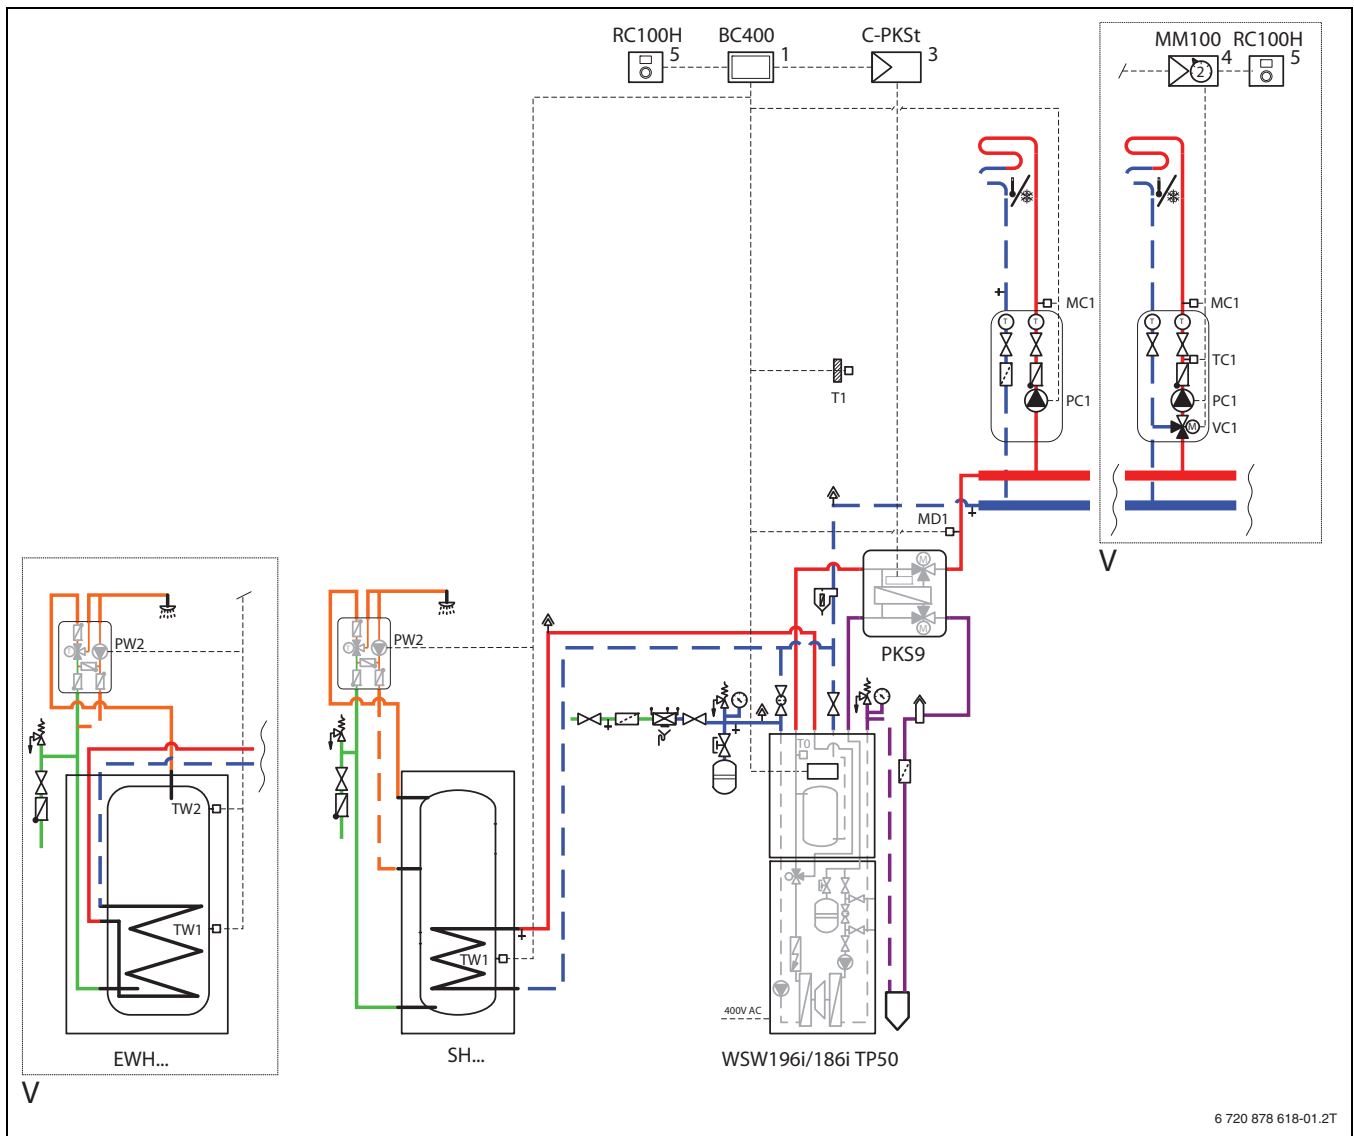 RC100H
5
BC400
1
C-PKSt
3
MM100
4
RC100H
5
2
MC1
MC1
T
T
T
T
TC1
T1
PC1
PC1
M
VC1
MD1
V
M
M
PKS9
PW2
T
PW2
T
T0
TW2
TW1
TW1
400V AC
EWH...
SH...
WSW196i/186i TP50
V
6 720 878 618-01.2T